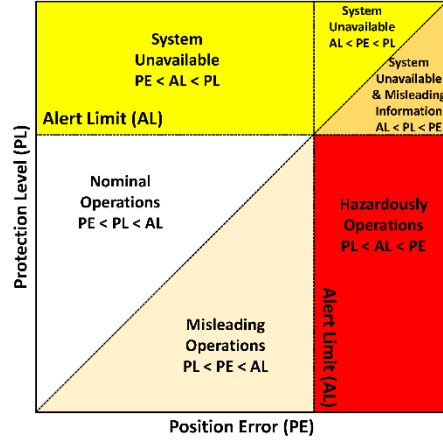 System
Unavailable
PE < AL < PL
System
Unavailable
AL < PE < PL
System
Unavailable
& Misleading
Information
AL < PL < PE
Alert Limit (AL)
Nominal
Operations
PE < PL < AL
Hazardously
Operations
PL < AL < PE
Misleading
Operations
PL < PE < AL
Alert Limit (AL)
Protection Level (PL)
Position Error (PE)